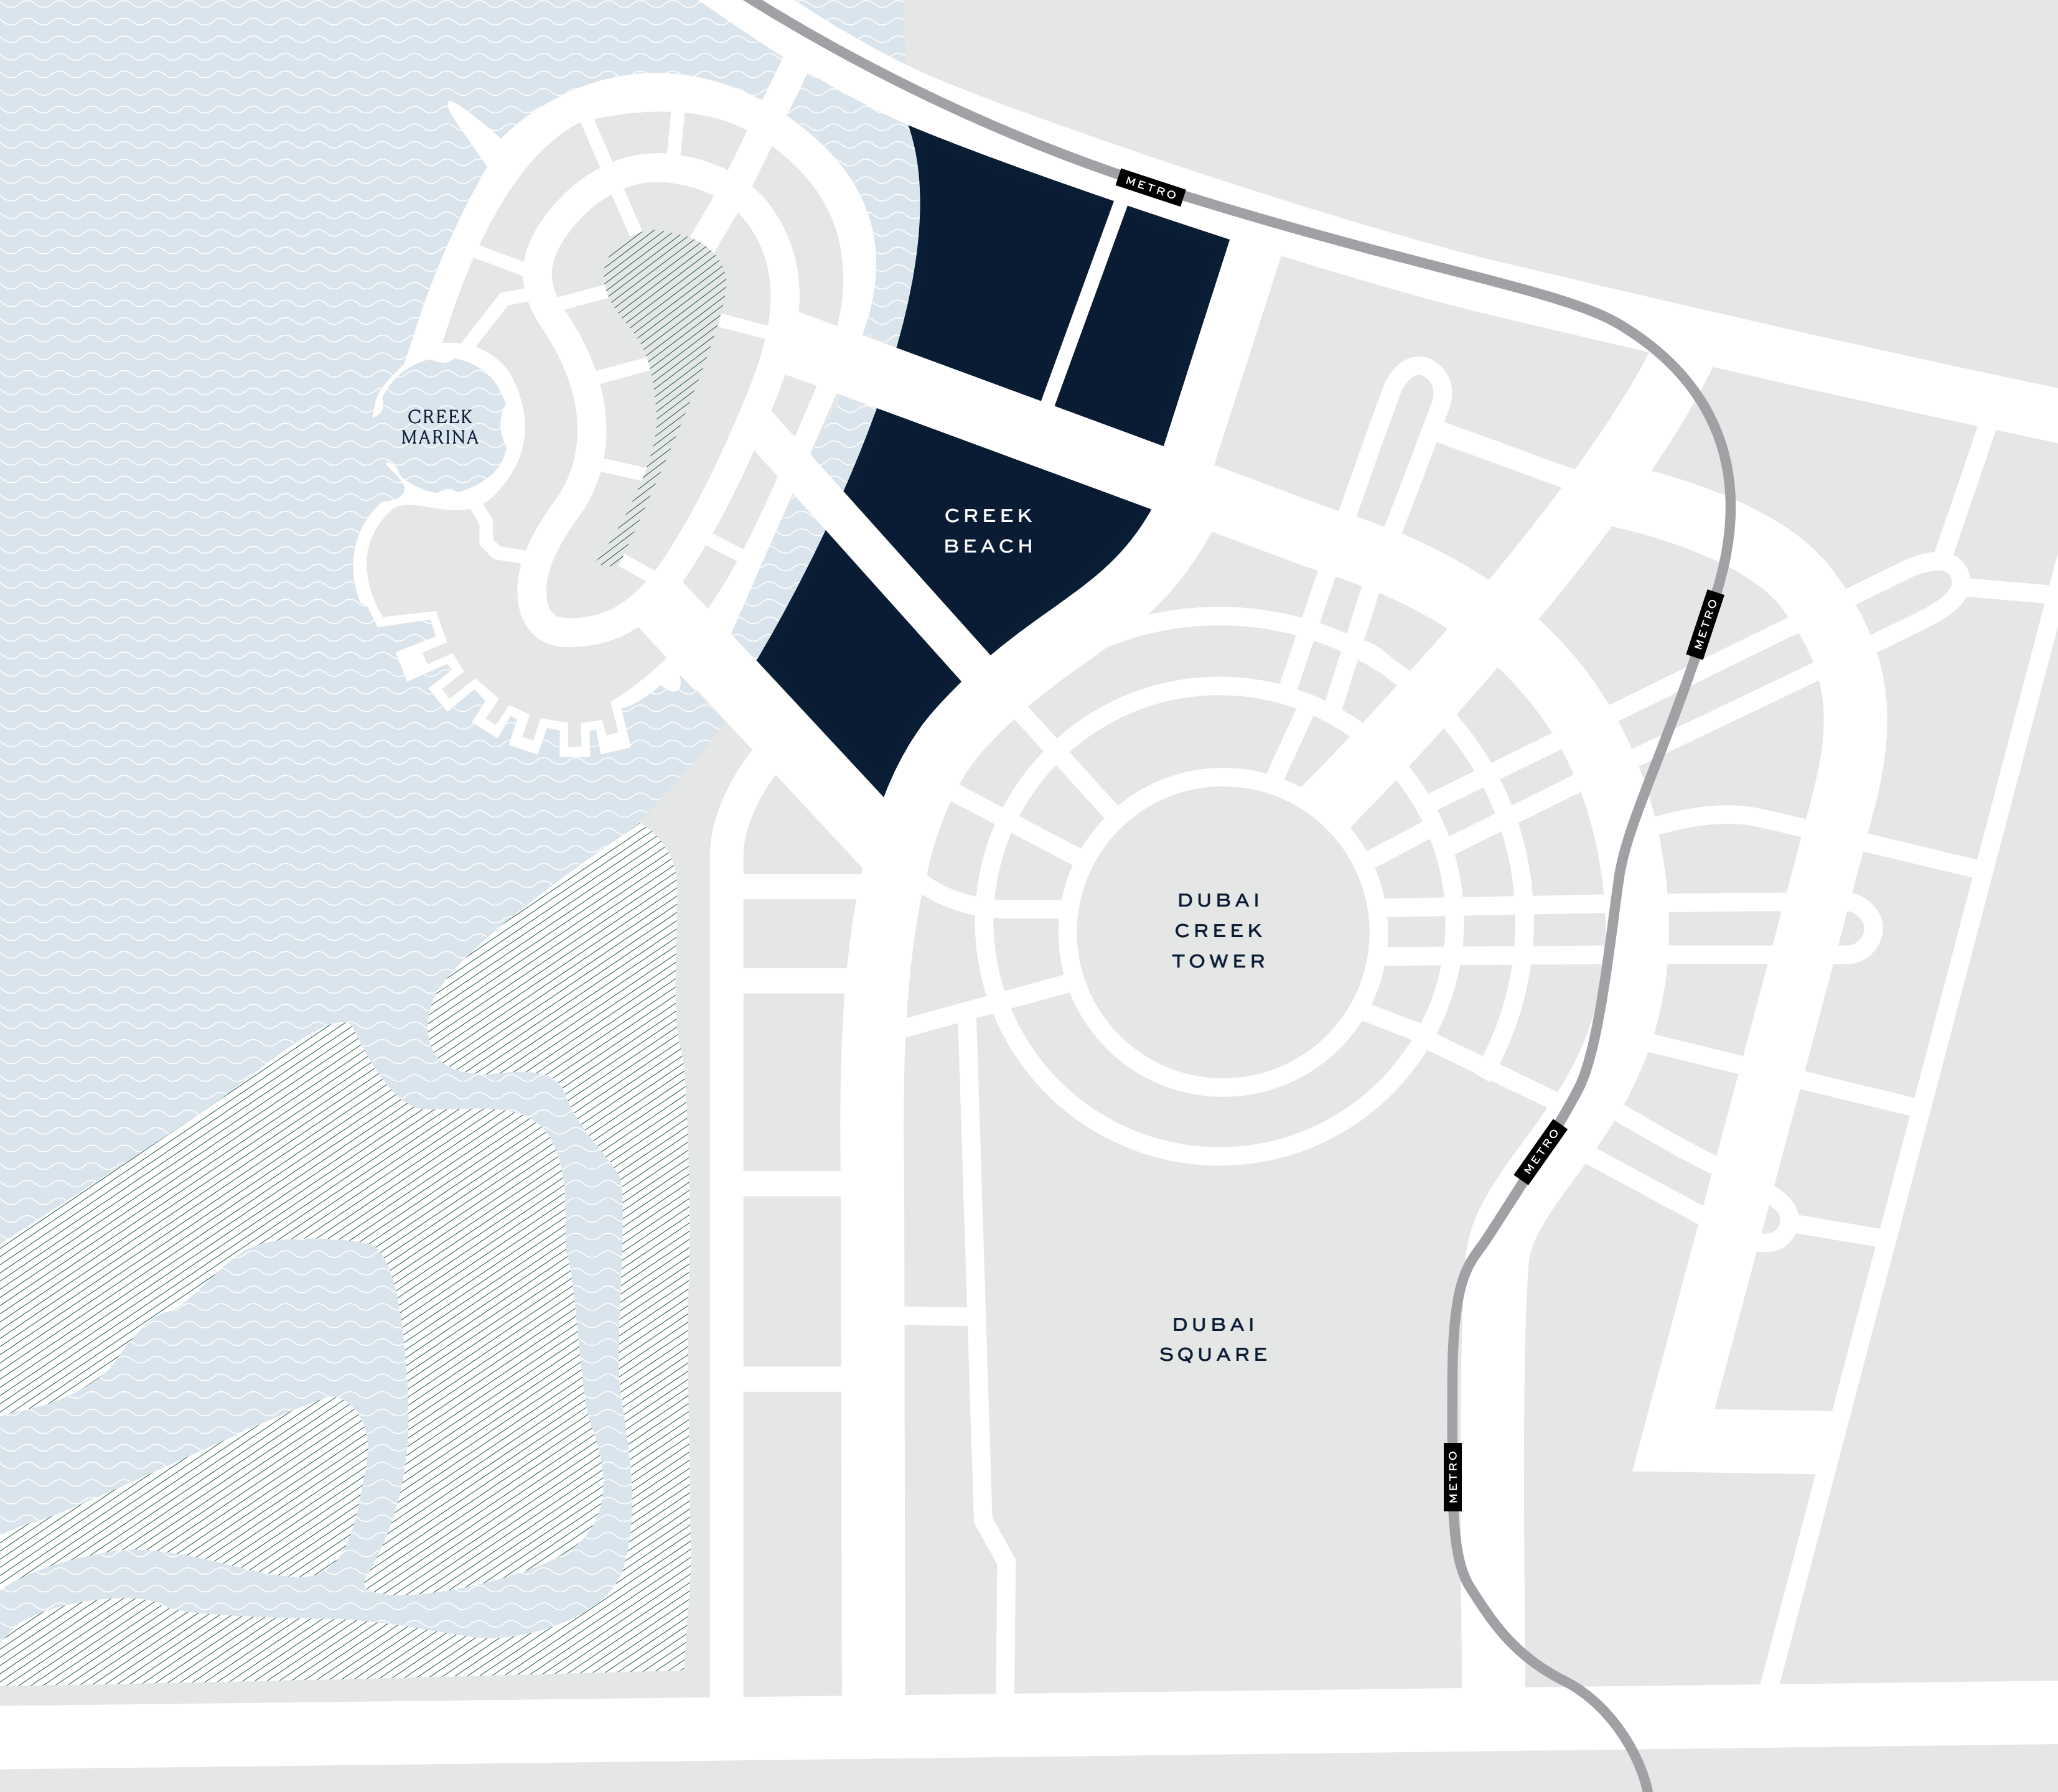 METRO
CREEK
MARINA
CREEK
BEACH
METRO
DUBAI
CREEK
TOWER
METRO
DUBAI
SQUARE
METRO